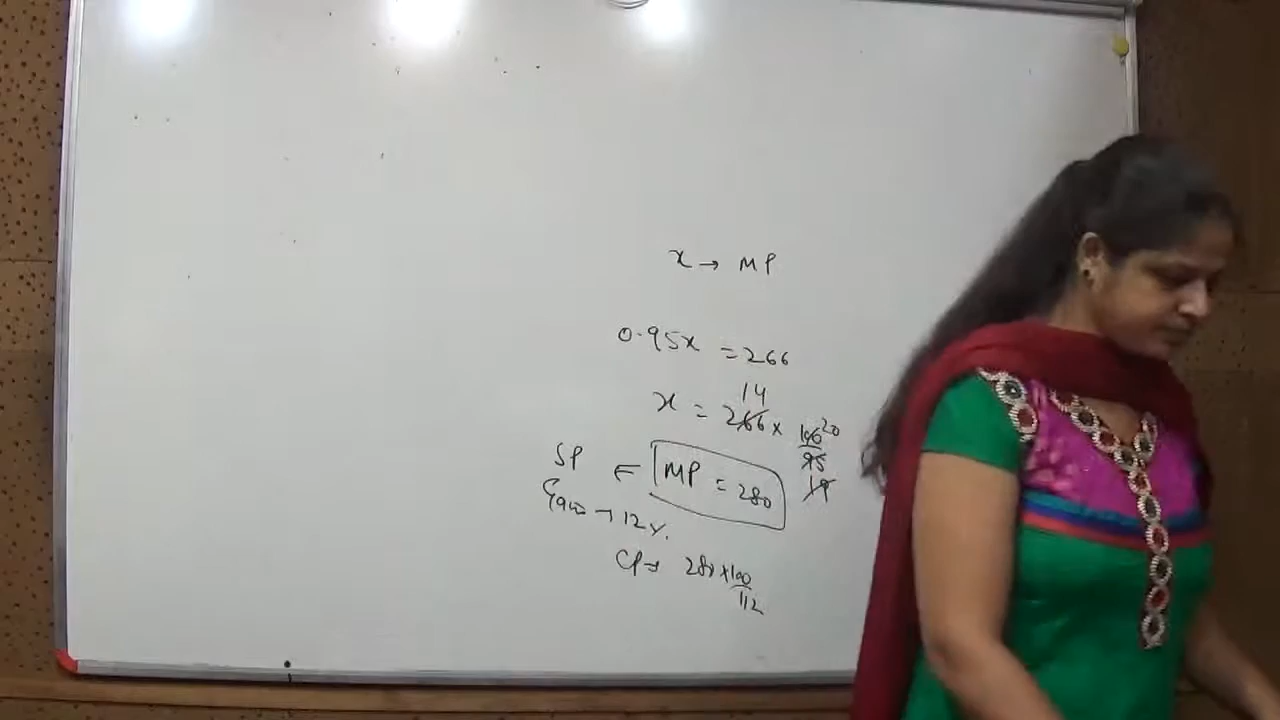 x → MP
0.95x = 266
14
x = 266 x 100 20
95
19
SP ← MP = 280
Gain → 12%.
CP → 280 x 100
112